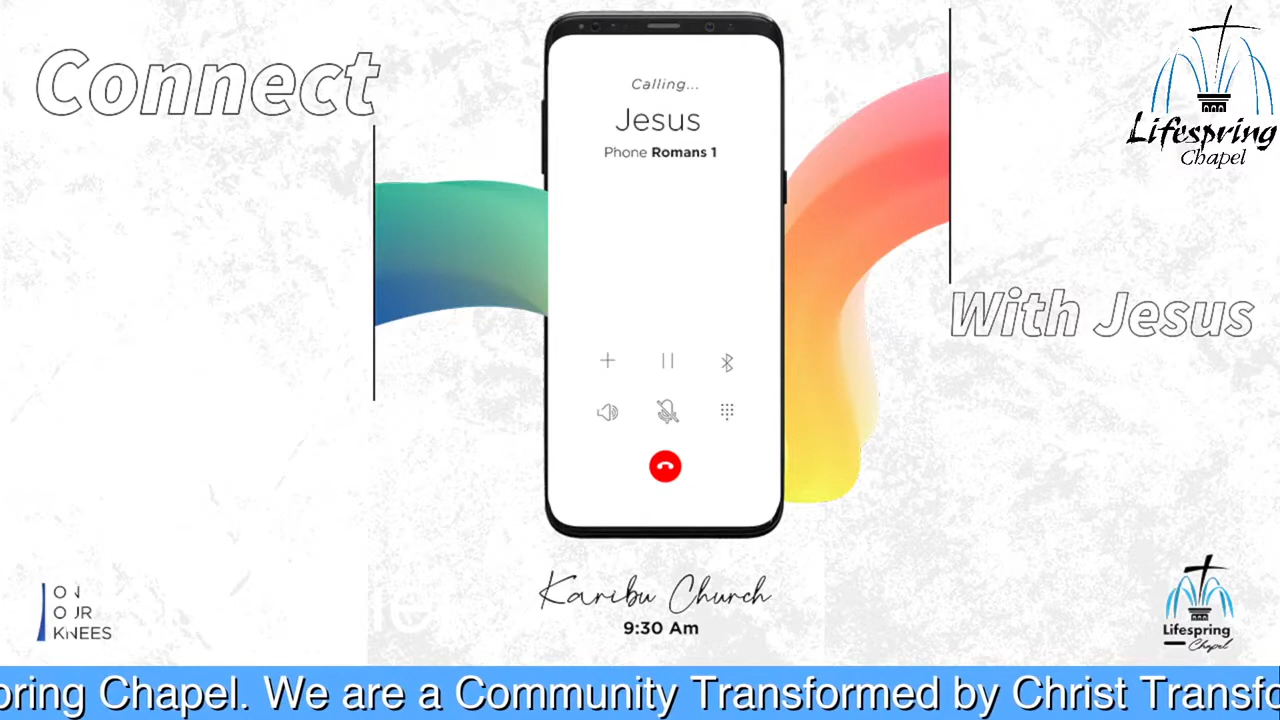 Connect
Calling...
Jesus
Phone Romans 1
Lifespring
Chapel
With Jesus
ON
OUR
KNEES
Karibu Church
9:30 Am
Lifespring
Chapel
pring Chapel. We are a Community Transformed by Christ Transfo